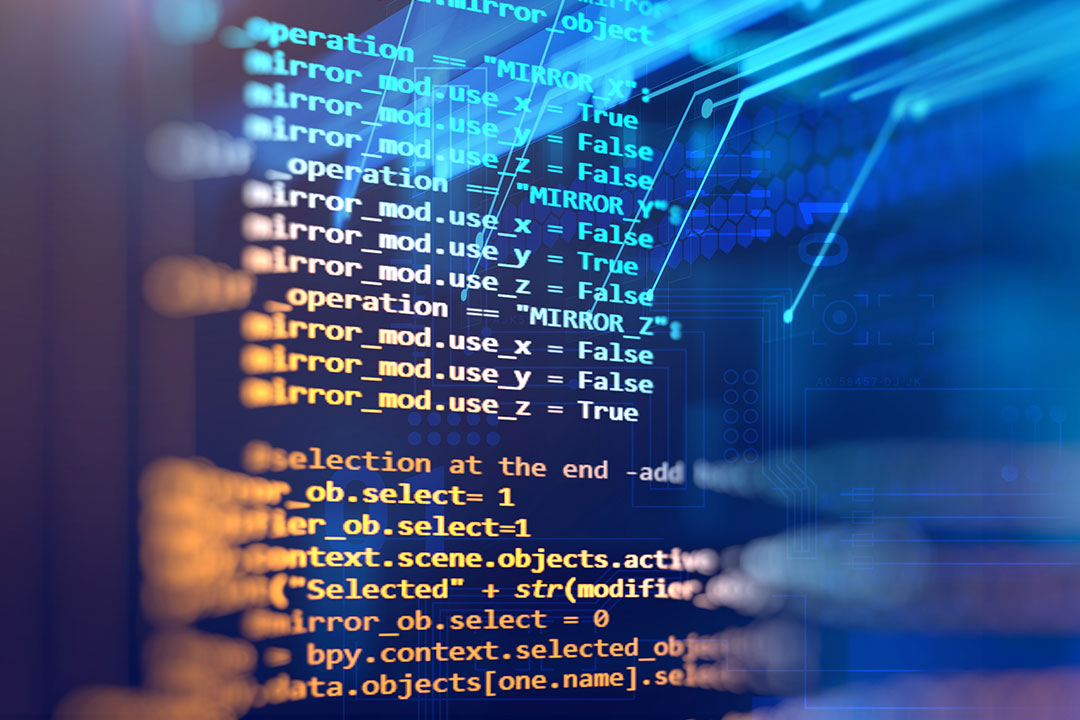 mirror_object
_operation == "MIRROR_X":
mirror_mod.use_x = True
mirror_mod.use_y = False
mirror_mod.use_z = False
_operation == "MIRROR_Y":
mirror_mod.use_x = False
mirror_mod.use_y = True
mirror_mod.use_z = False
_operation == "MIRROR_Z":
mirror_mod.use_x = False
mirror_mod.use_y = False
mirror_mod.use_z = True
selection at the end -add
_ob.select= 1
ier_ob.select=1
context.scene.objects.active
("Selected" + str(modifier
mirror_ob.select = 0
bpy.context.selected_obj
data.objects[one.name].sel